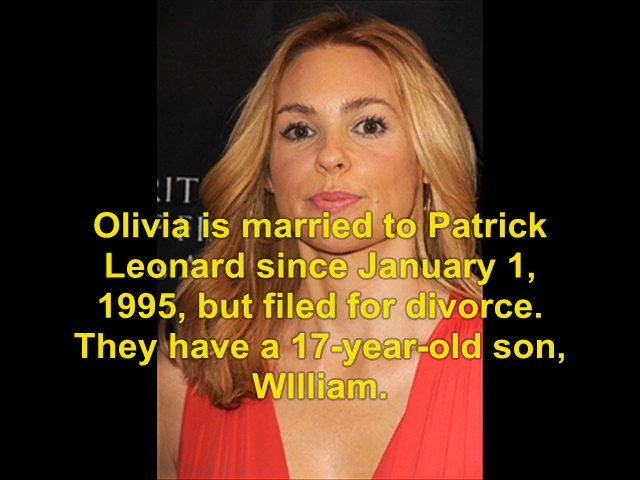 RIT
Olivia is married to Patrick
Leonard since January 1,
1995, but filed for divorce.
They have a 17-year-old son,
WIlliam.